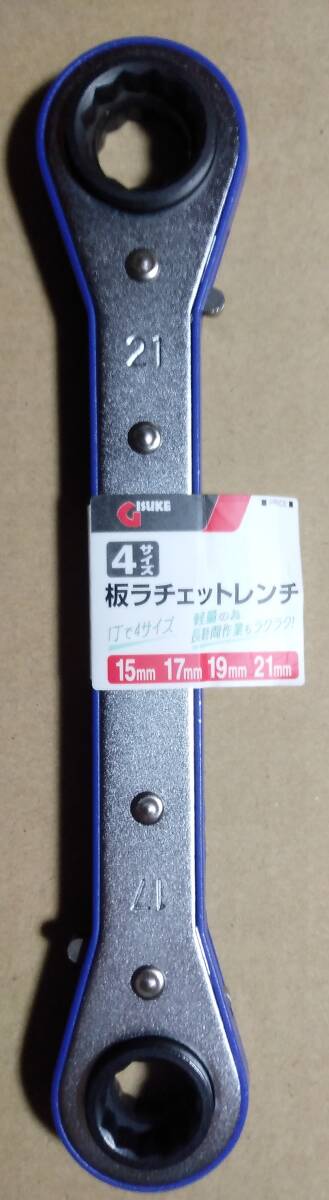 21
GISUKE
4サイズ
板ラチェットレンチ
1丁で4サイズ
軽量の為
長時間作業もラクラク!
15mm 17mm 19mm 21mm
17